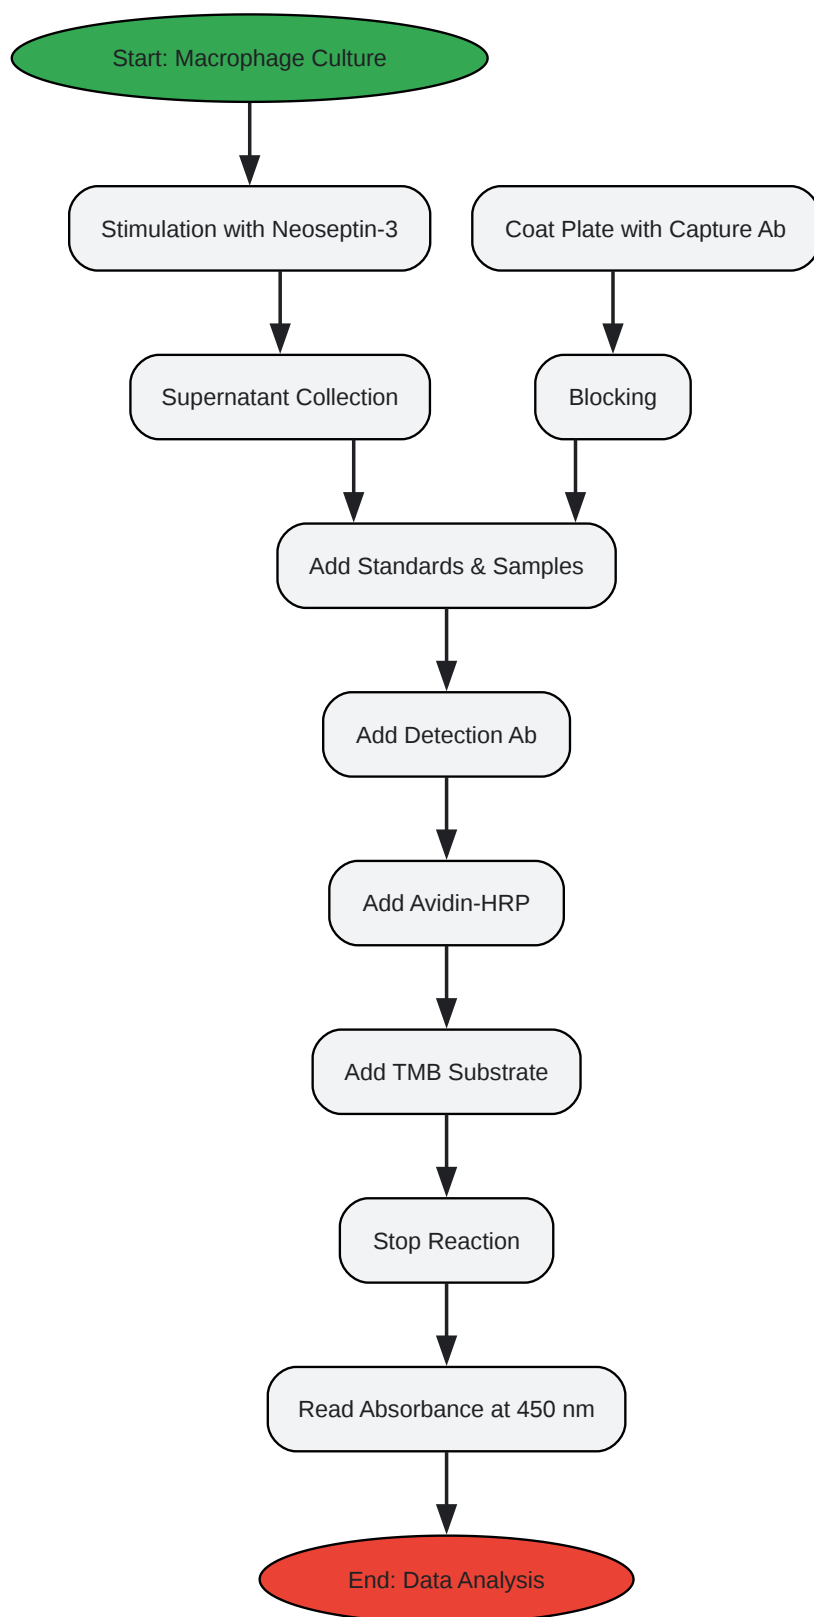 Start: Macrophage Culture
Stimulation with Neoseptin-3
Coat Plate with Capture Ab
Supernatant Collection
Blocking
Add Standards & Samples
Add Detection Ab
Add Avidin-HRP
Add TMB Substrate
Stop Reaction
Read Absorbance at 450 nm
End: Data Analysis